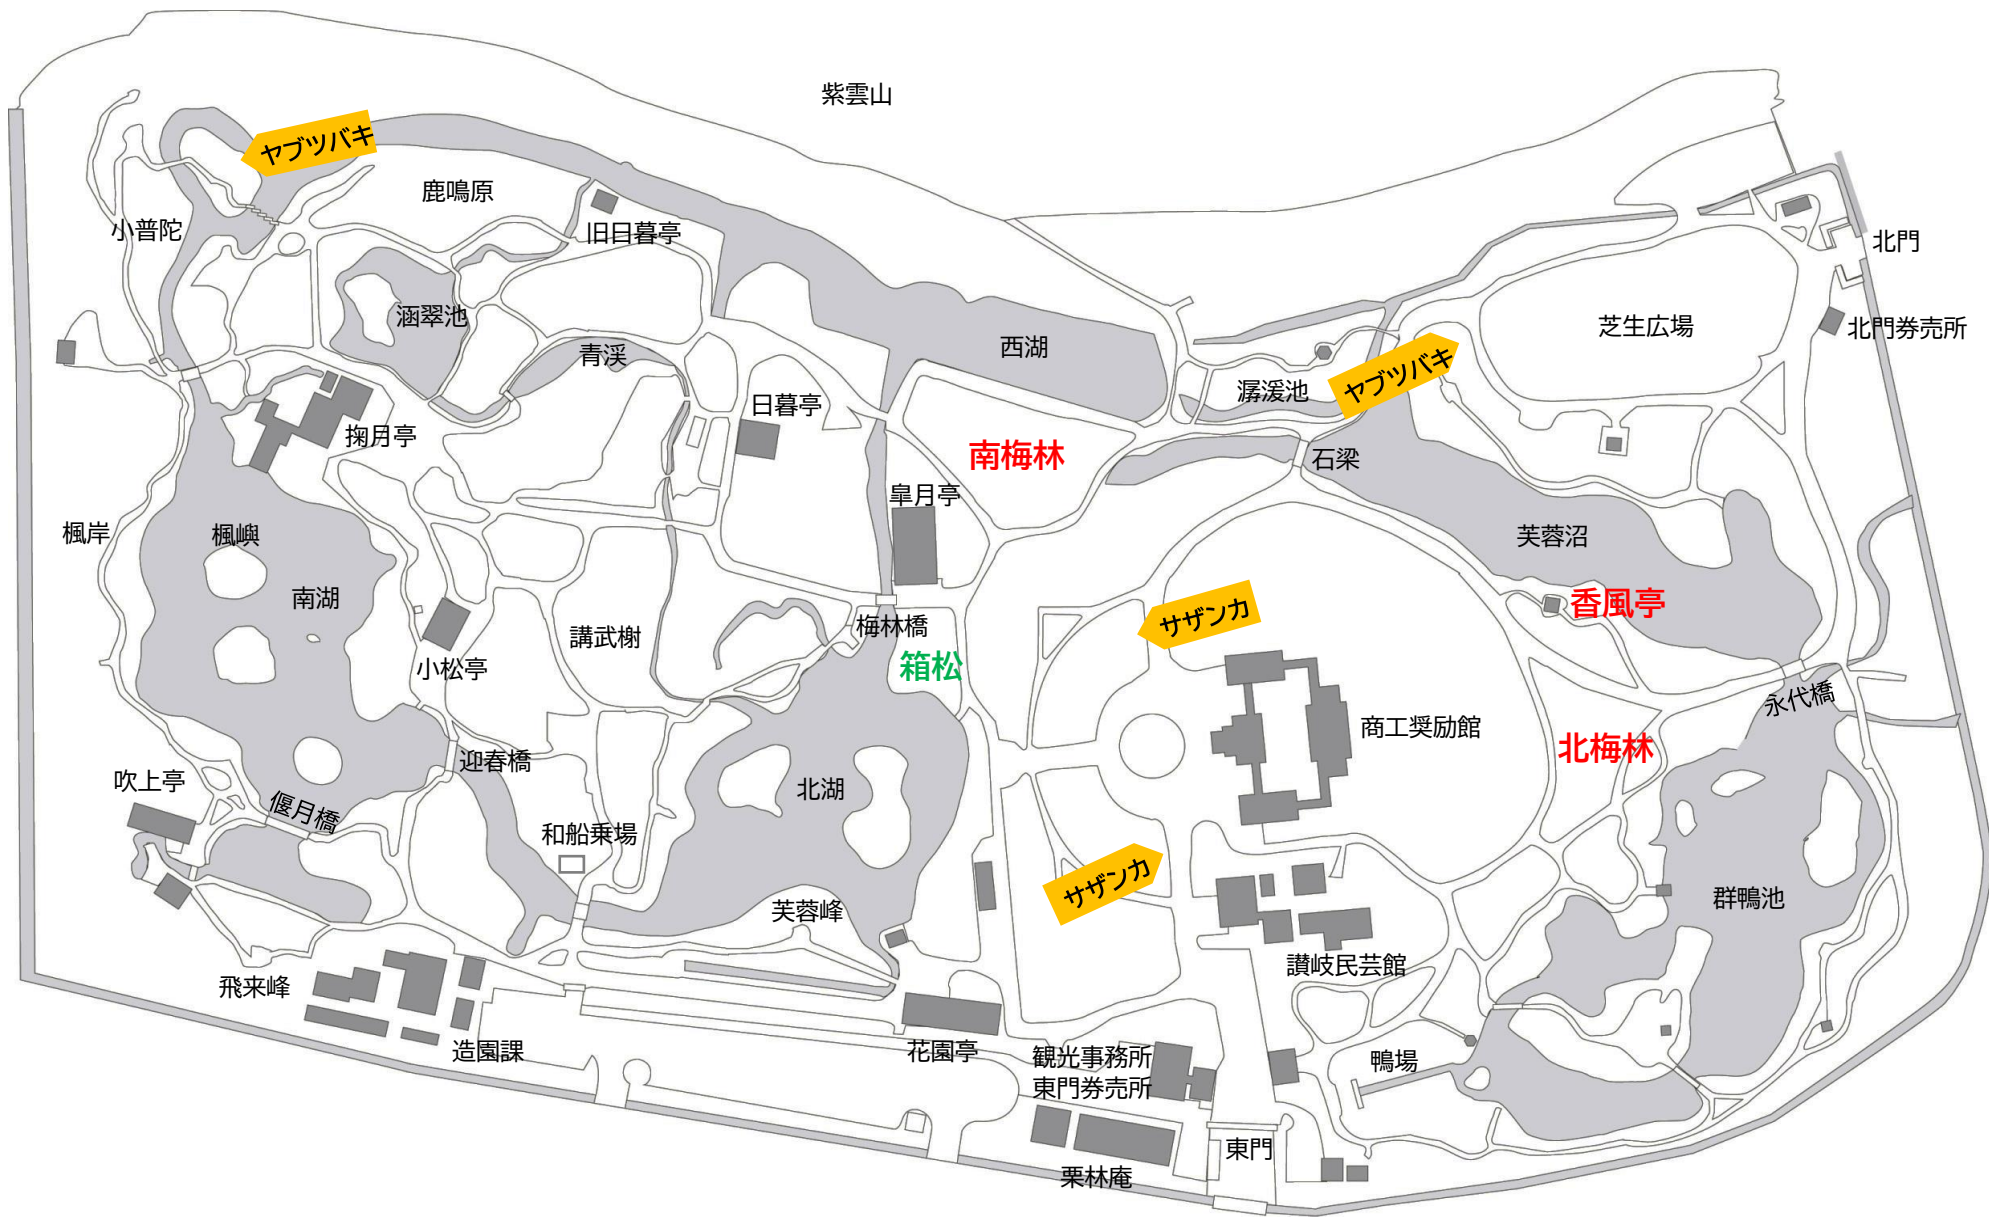 紫雲山
ヤブツバキ
鹿鳴原
小普陀
旧日暮亭
北門
涵翠池
西湖
芝生広場
北門券売所
青渓
ヤブツバキ
潺湲池
日暮亭
掬月亭
南梅林
石梁
皐月亭
楓岸
楓嶼
芙蓉沼
南湖
サザンカ
香風亭
講武榭
梅林橋
小松亭
箱松
永代橋
商工奨励館
北梅林
迎春橋
吹上亭
北湖
偃月橋
和船乗場
サザンカ
群鴨池
芙蓉峰
讃岐民芸館
飛来峰
造園課
花園亭
観光事務所
東門券売所
鴨場
東門
栗林庵